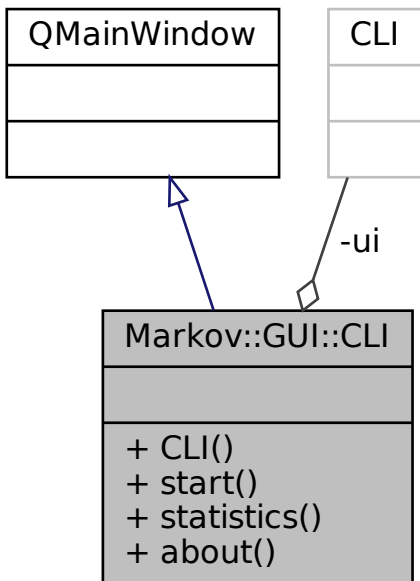 QMainWindow
CLI
-ui
Markov::GUI::CLI
+ CLI()
+ start()
+ statistics()
+ about()